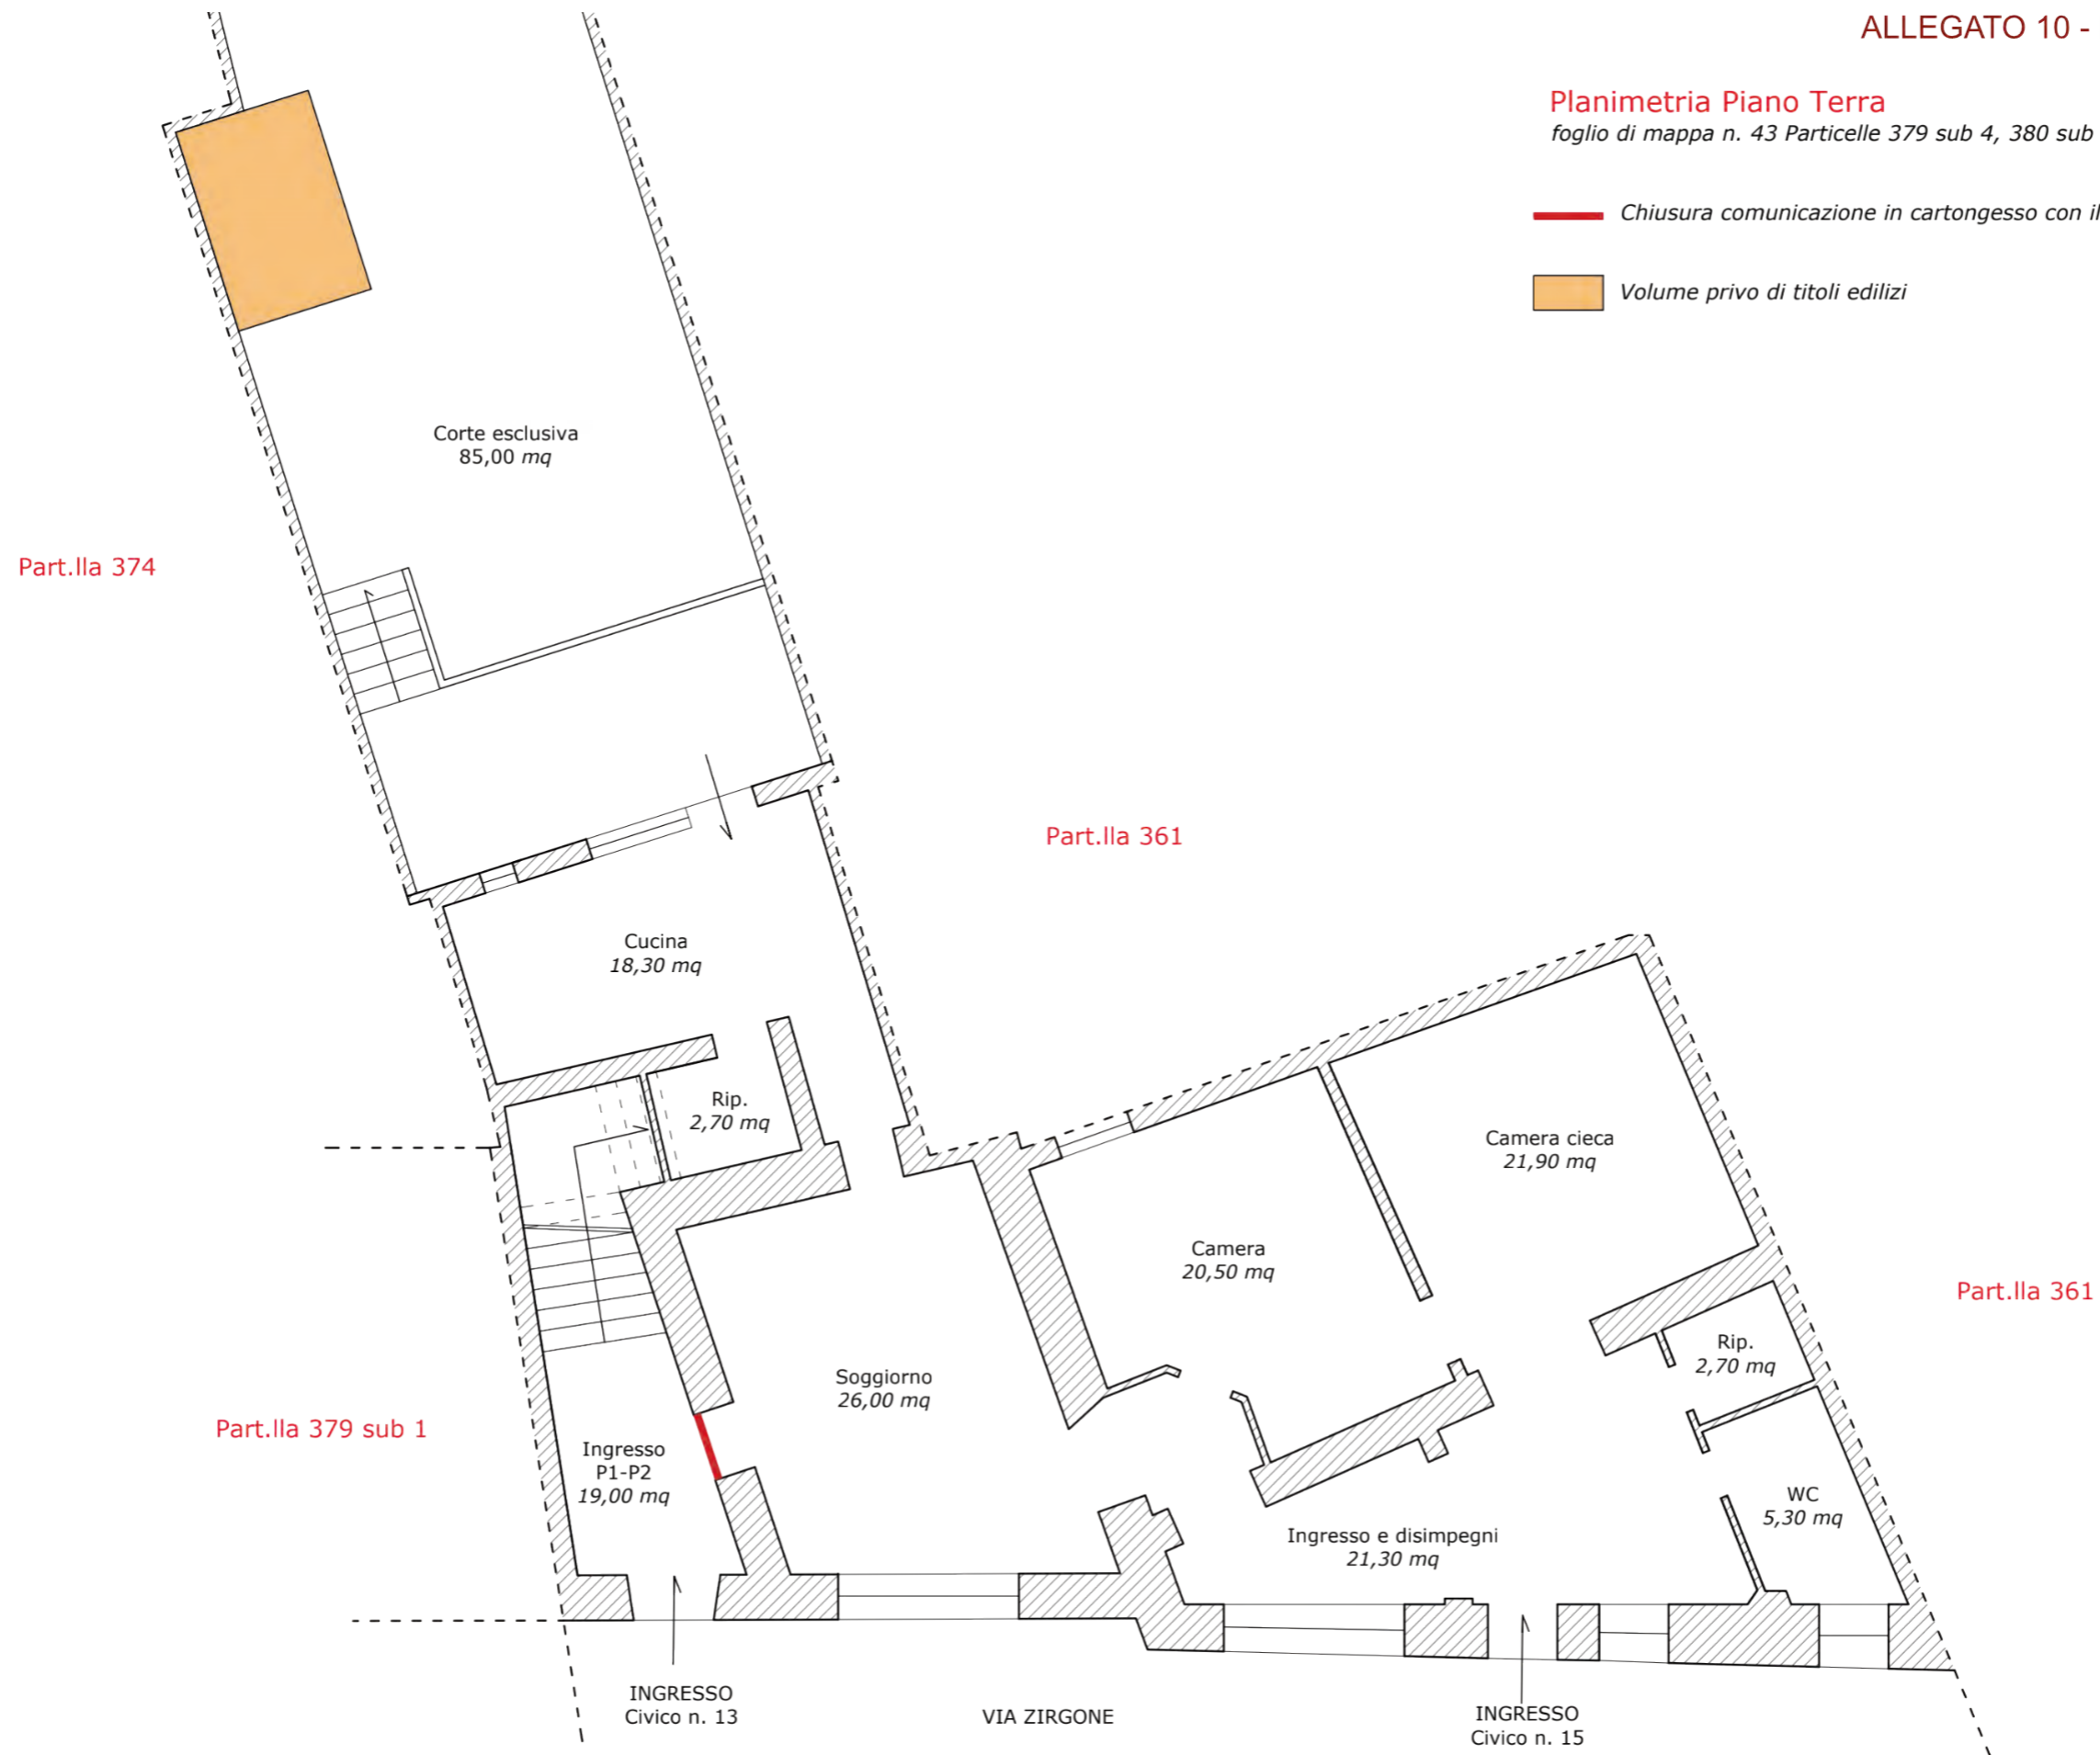 ALLEGATO 10 -
Planimetria Piano Terra
foglio di mappa n. 43 Particelle 379 sub 4, 380 sub
Chiusura comunicazione in cartongesso con il
Volume privo di titoli edilizi
Corte esclusiva
85,00 mq
Part.lla 374
Part.lla 361
Cucina
18,30 mq
Rip.
2,70 mq
Camera cieca
21,90 mq
Camera
20,50 mq
Part.lla 361
Rip.
2,70 mq
Soggiorno
26,00 mq
Part.lla 379 sub 1
Ingresso
P1-P2
19,00 mq
WC
5,30 mq
Ingresso e disimpegni
21,30 mq
INGRESSO
Civico n. 13
VIA ZIRGONE
INGRESSO
Civico n. 15